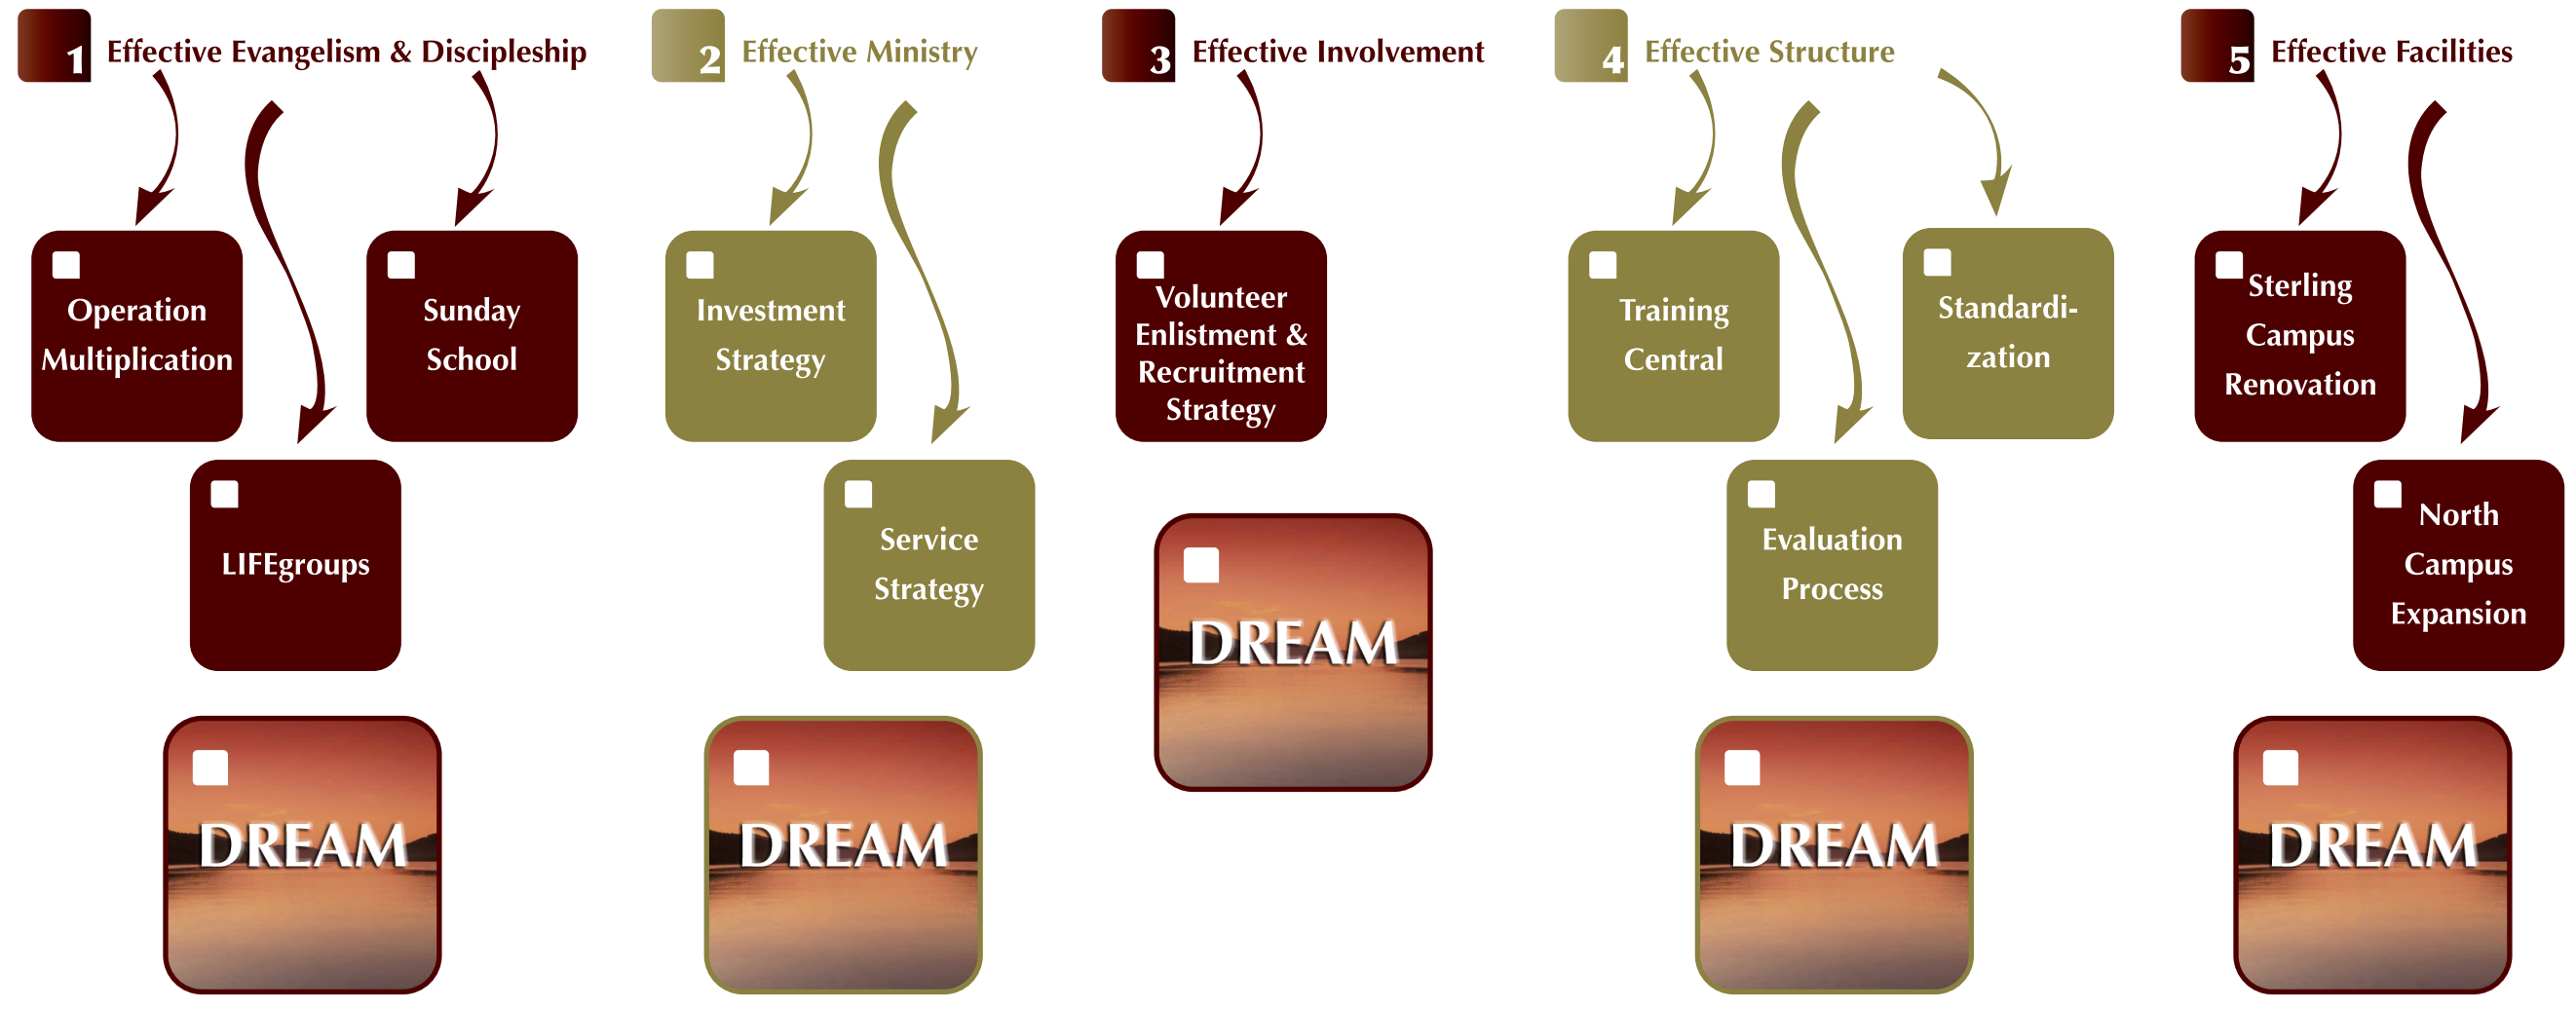 1 Effective Evangelism & Discipleship
Operation
Multiplication
Sunday
School
LIFEgroups
DREAM
2 Effective Ministry
Investment
Strategy
Service
Strategy
DREAM
3 Effective Involvement
Volunteer
Enlistment &
Recruitment
Strategy
DREAM
4 Effective Structure
Training
Central
Standardi-
zation
Evaluation
Process
DREAM
5 Effective Facilities
Sterling
Campus
Renovation
North
Campus
Expansion
DREAM